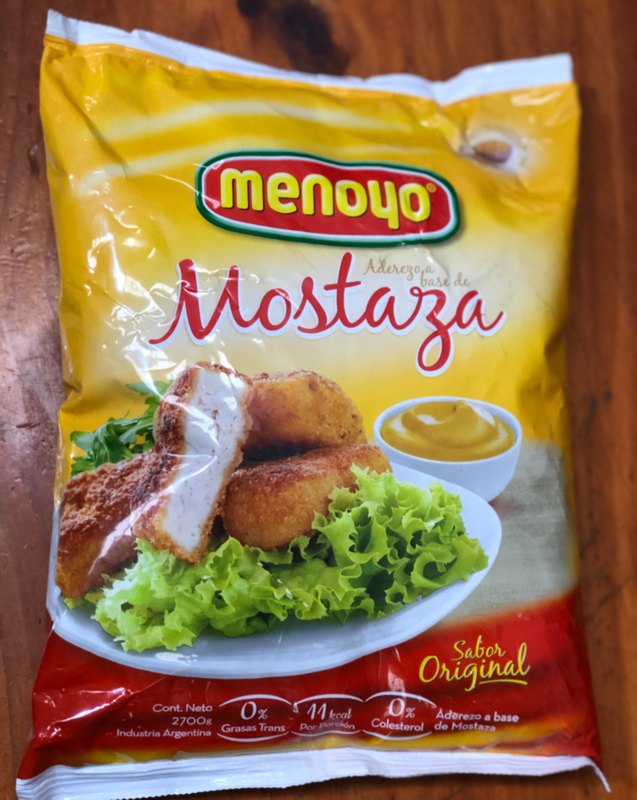 menoyo®
Aderezo a
base de
Mostaza
Sabor
Original
Cont. Neto
2700g
Industria Argentina
0%
Grasas Trans
11 kcal
Por Porción
0%
Colesterol
Aderezo a base
de Mostaza